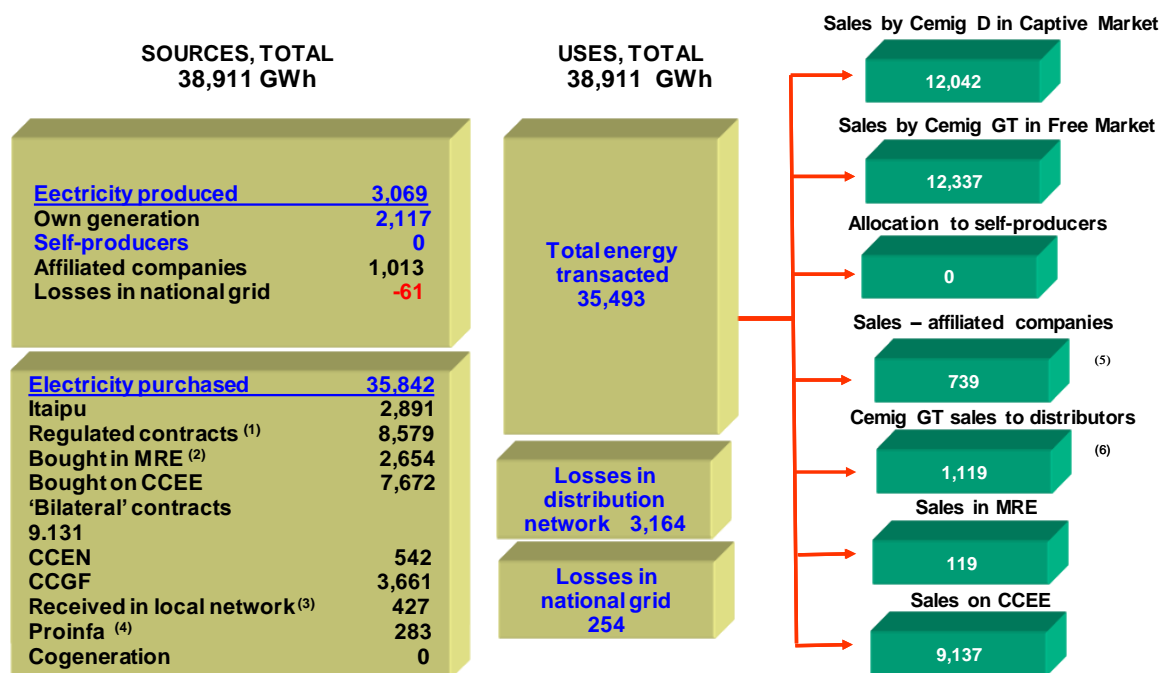 SOURCES, TOTAL
38,911 GWh
Eectricity produced 3,069
Own generation 2,117
Self-producers 0
Affiliated companies 1,013
Losses in national grid -61
Electricity purchased 35,842
Itaipu 2,891
Regulated contracts (1) 8,579
Bought in MRE (2) 2,654
Bought on CCEE 7,672
‘Bilateral’ contracts
9.131
CCEN 542
CCGF 3,661
Received in local network (3) 427
Proinfa (4) 283
Cogeneration 0
USES, TOTAL
38,911 GWh
Total energy
transacted
35,493
Losses in
distribution
network 3,164
Losses in
national grid
254
Sales by Cemig D in Captive Market
12,042
Sales by Cemig GT in Free Market
12,337
Allocation to self-producers
0
Sales – affiliated companies
(5)
739
Cemig GT sales to distributors
(6)
1,119
Sales in MRE
119
Sales on CCEE
9,137